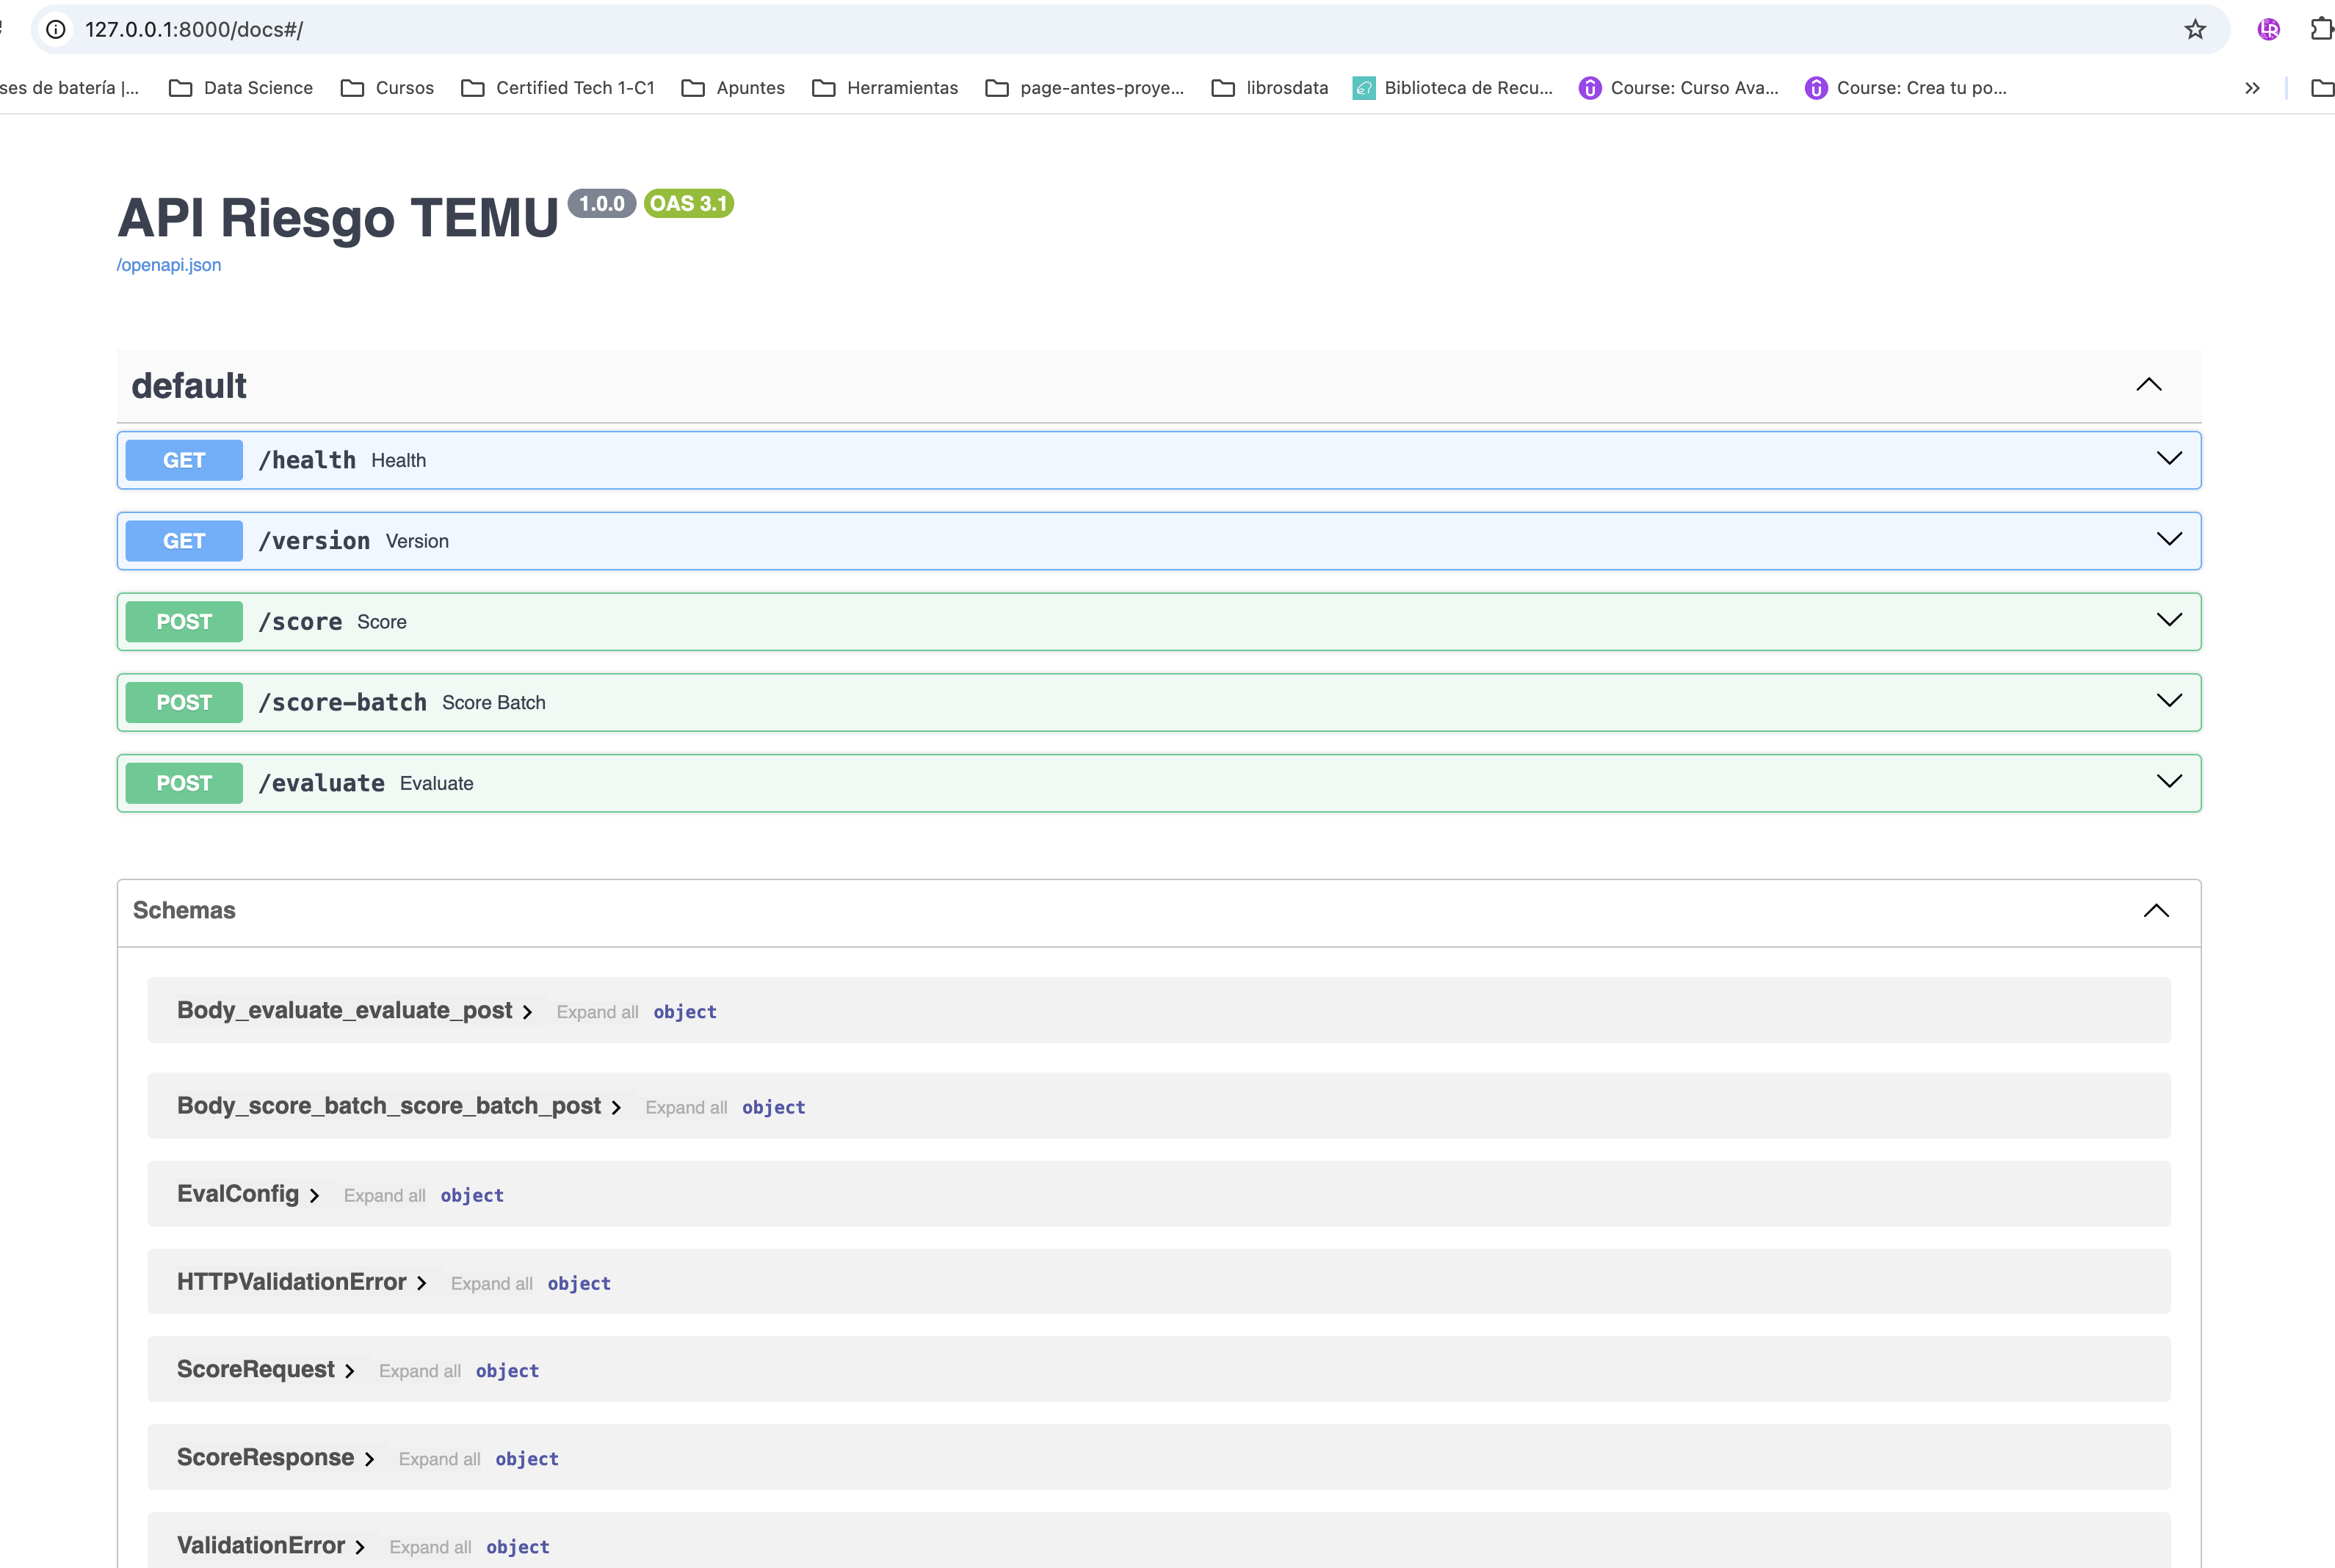 127.0.0.1:8000/docs#/
ses de batería |... Data Science Cursos Certified Tech 1-C1 Apuntes Herramientas page-antes-proye... librosdata Biblioteca de Recu... Course: Curso Ava... Course: Crea tu po...
API Riesgo TEMU 1.0.0 OAS 3.1
/openapi.json
default
GET /health Health
GET /version Version
POST /score Score
POST /score-batch Score Batch
POST /evaluate Evaluate
Schemas
Body_evaluate_evaluate_post Expand all object
Body_score_batch_score_batch_post Expand all object
EvalConfig Expand all object
HTTPValidationError Expand all object
ScoreRequest Expand all object
ScoreResponse Expand all object
ValidationError Expand all object